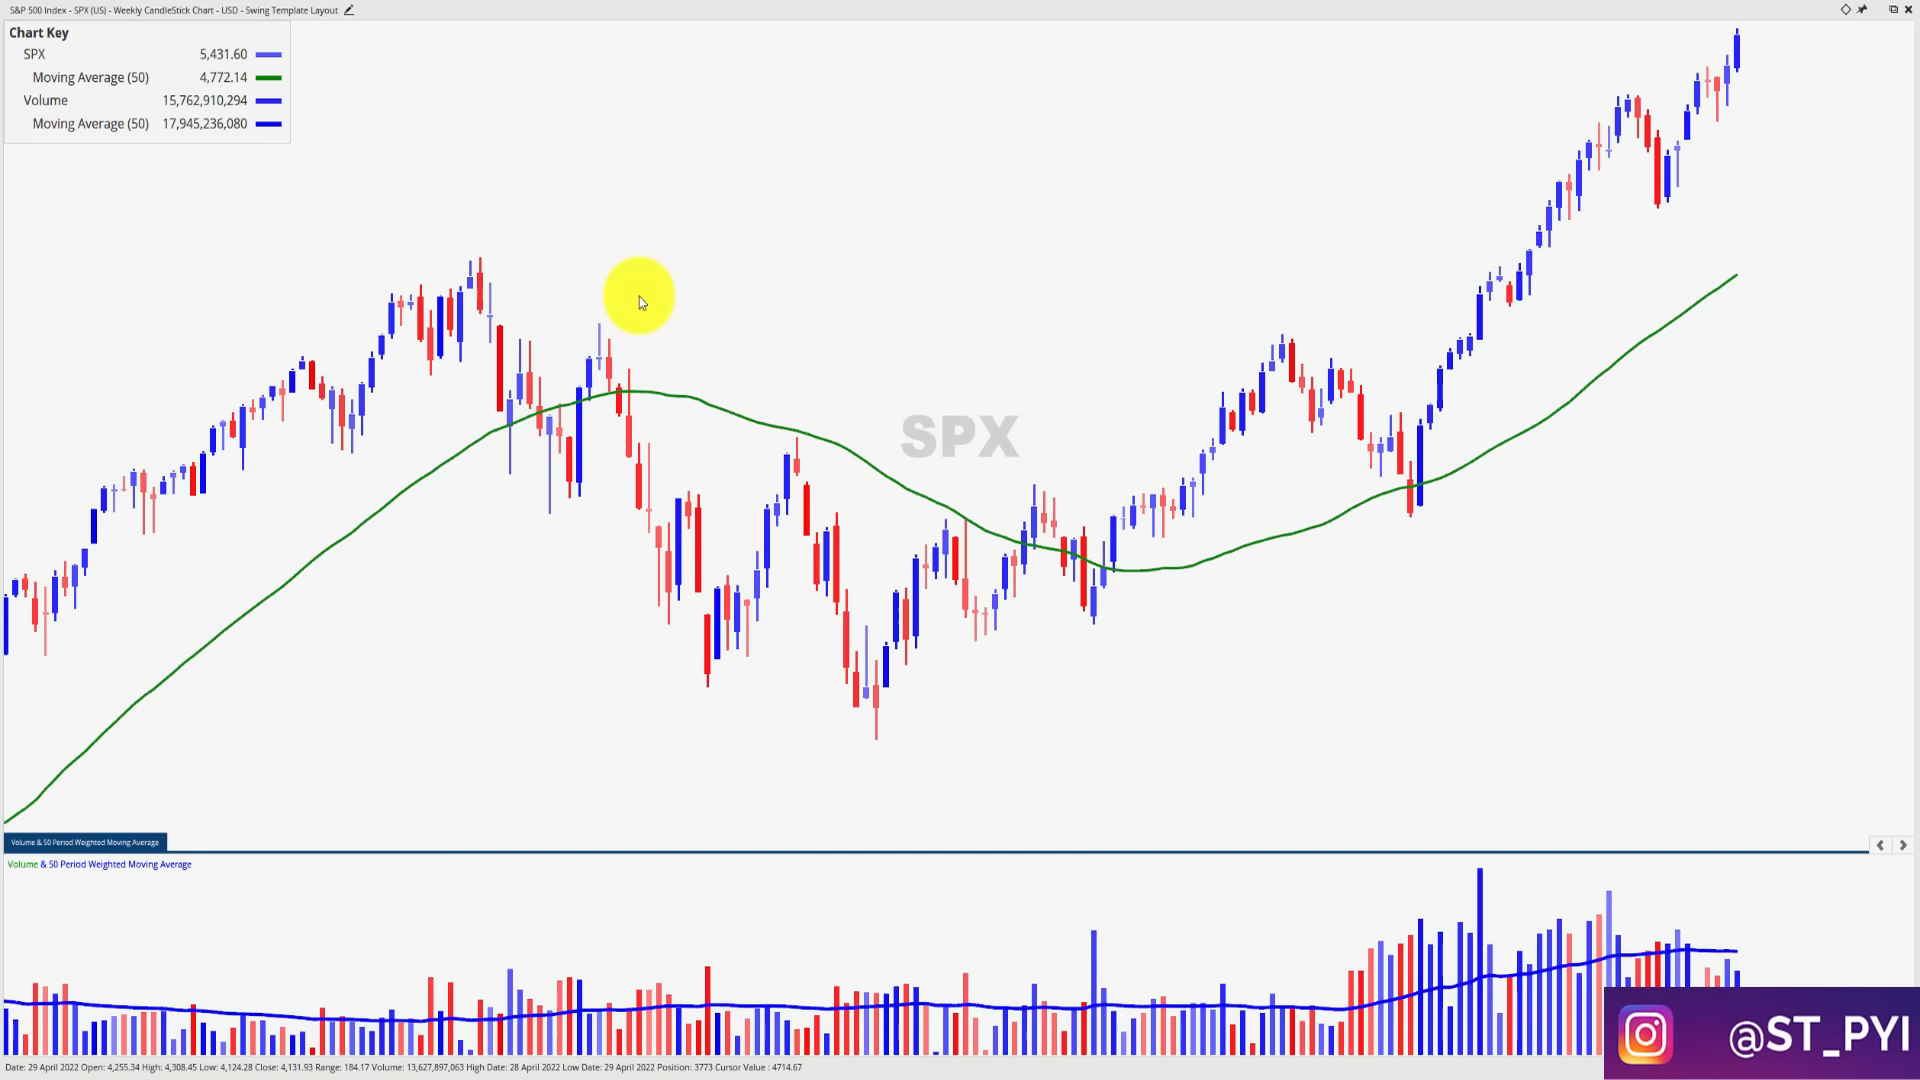 S&P 500 Index - SPX (US) - Weekly CandleStick Chart - USD - Swing Template Layout
Chart Key
SPX 5,431.60
Moving Average (50) 4,772.14
Volume 15,762,910,294
Moving Average (50) 17,945,236,080
SPX
Volume & 50 Period Weighted Moving Average
Volume & 50 Period Weighted Moving Average
@ST_PYI
Date: 29 April 2022 Open: 4,255.34 High: 4,308.45 Low: 4,124.28 Close: 4,131.93 Range: 184.17 Volume: 13,627,897,063 High Date: 28 April 2022 Low Date: 29 April 2022 Position: 3773 Cursor Value : 4714.67